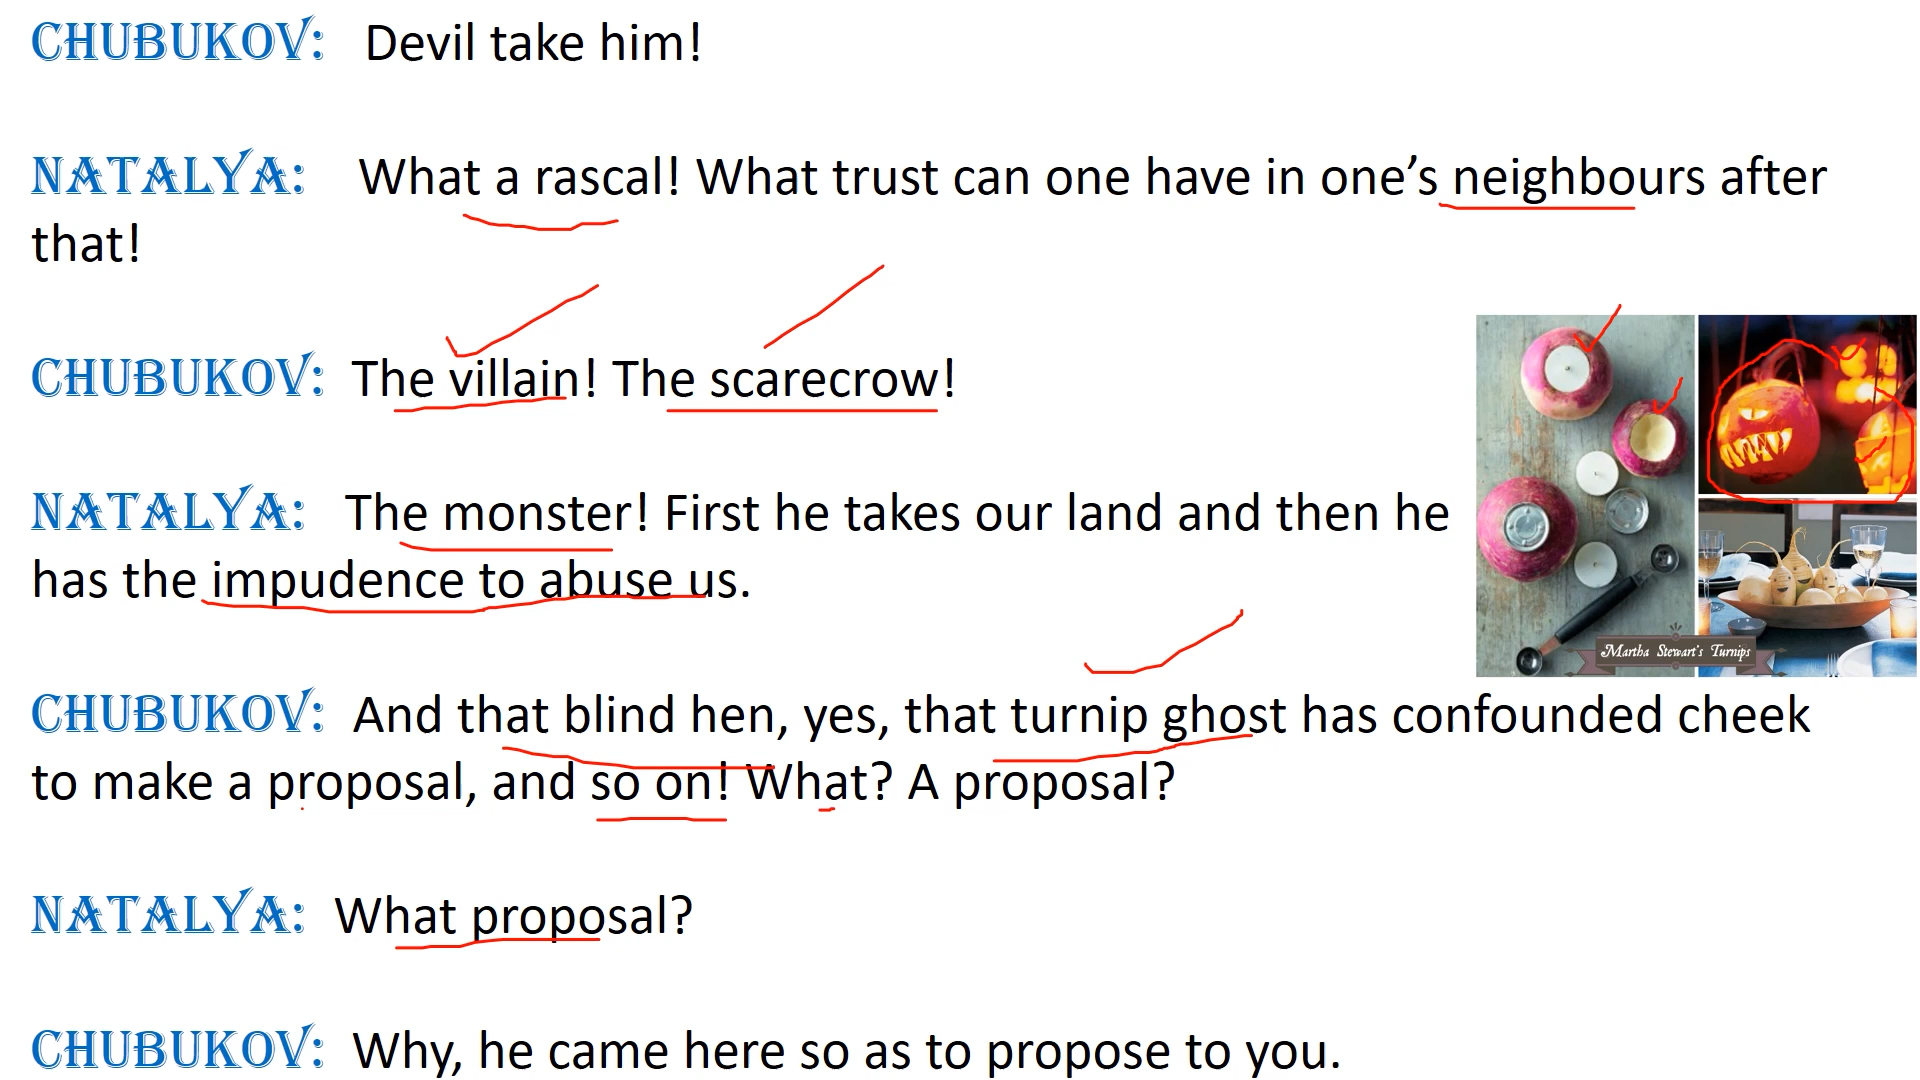 CHUBUKOV: Devil take him!
NATALYA: What a rascal! What trust can one have in one’s neighbours after
that!
CHUBUKOV: The villain! The scarecrow!
NATALYA: The monster! First he takes our land and then he
has the impudence to abuse us.
Martha Stewart's Turnips
CHUBUKOV: And that blind hen, yes, that turnip ghost has confounded cheek
to make a proposal, and so on! What? A proposal?
NATALYA: What proposal?
CHUBUKOV: Why, he came here so as to propose to you.